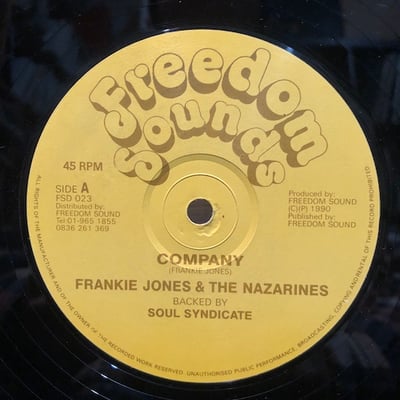 Freedom
Sounds
45 RPM
SIDE A
FSD 023
Distributed by:
FREEDOM SOUND
Tel 01-965 1855
0836 261 369
Produced by:
FREEDOM SOUND
(C)(P) 1990
Published by:
FREEDOM SOUND
COMPANY
(FRANKIE JONES)
FRANKIE JONES & THE NAZARINES
BACKED BY
SOUL SYNDICATE
ALL RIGHTS OF THE MANUFACTURER AND OF THE OWNER OF THE RECORDED WORK RESERVED. UNAUTHORISED PUBLIC PERFORMANCE, BROADCASTING, COPYING AND RENTAL OF THIS RECORD PROHIBITED